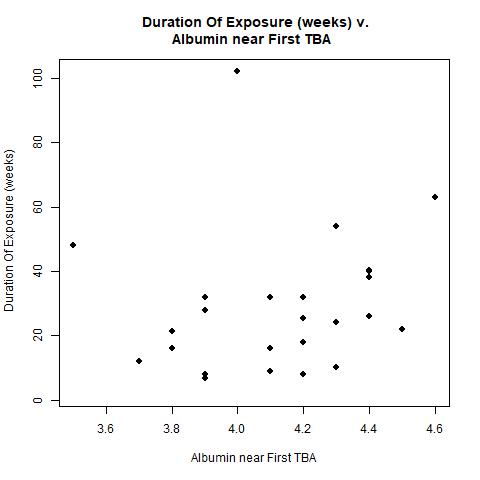 Duration Of Exposure (weeks) v.
Albumin near First TBA
Duration Of Exposure (weeks)
100
80
60
40
20
0
3.6 3.8 4.0 4.2 4.4 4.6
Albumin near First TBA